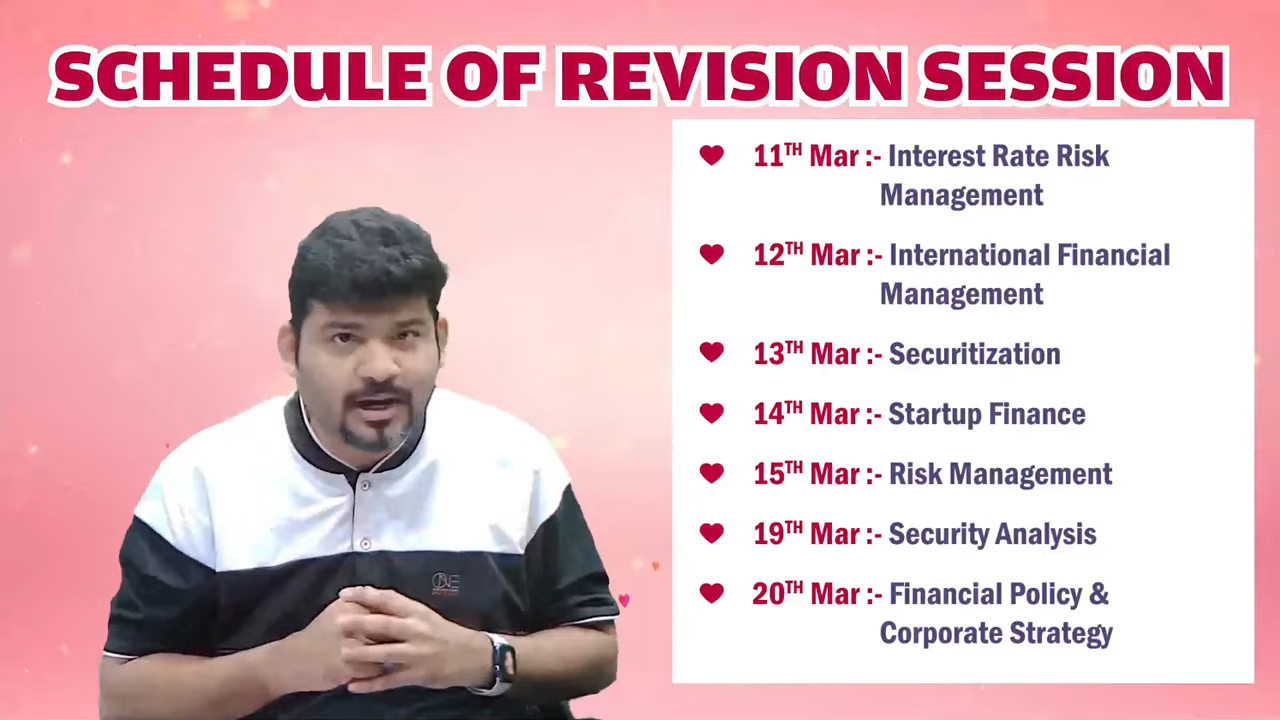 SCHEDULE OF REVISION SESSION
11TH Mar :- Interest Rate Risk
Management
12TH Mar :- International Financial
Management
13TH Mar :- Securitization
14TH Mar :- Startup Finance
15TH Mar :- Risk Management
19TH Mar :- Security Analysis
20TH Mar :- Financial Policy &
Corporate Strategy
ONE